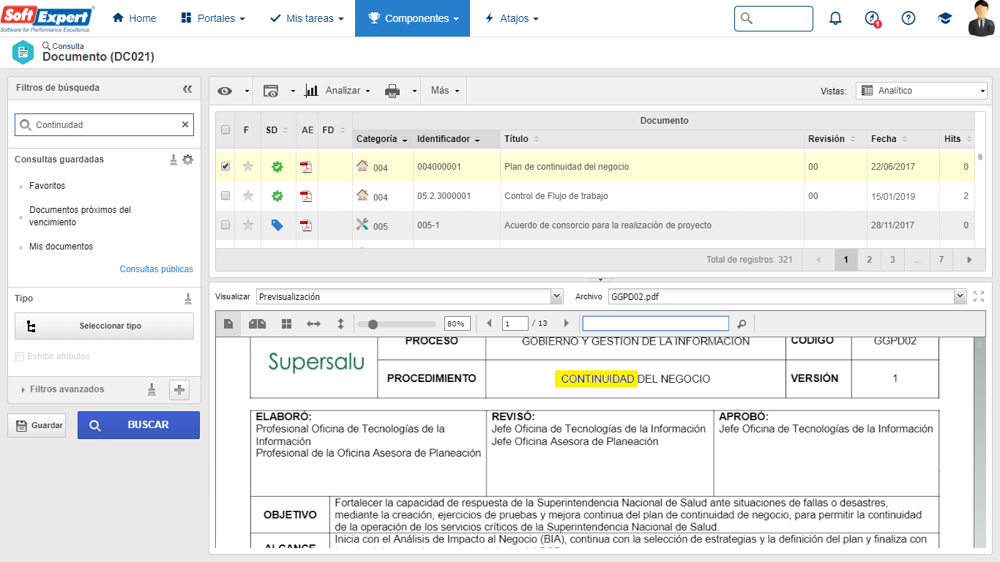 SoftExpert®
Software for Performance Excellence
Home
Portales
Mis tareas
Componentes
Atajos
1
Consulta
Documento (DC021)
Filtros de búsqueda
Continuidad
Consultas guardadas
Favoritos
Documentos próximos del
vencimiento
Mis documentos
Consultas públicas
Tipo
Seleccionar tipo
Exhibir atributos
Filtros avanzados
Guardar
BUSCAR
Analizar
Más
Vistas: Analítico
F SD AE FD Documento
Categoría Identificador Título Revisión Fecha Hits
004 004000001 Plan de continuidad del negocio 00 22/06/2017 0
004 05.2.3000001 Control de Flujo de trabajo 00 15/01/2019 2
005 005-1 Acuerdo de consorcio para la realización de proyecto 28/11/2017 0
Total de registros: 321 1 2 3 ... 7
Visualizar Previsualización Archivo GGPD02.pdf
80% 1 / 13
Supersalu
PROCESO GOBIERNO Y GESTION DE LA INFORMACION CODIGO GGPD02
PROCEDIMIENTO CONTINUIDAD DEL NEGOCIO VERSIÓN 1
ELABORÓ:
Profesional Oficina de Tecnologías de la
Información
Profesional de la Oficina Asesora de Planeación
REVISÓ:
Jefe Oficina de Tecnologías de la Información
Jefe Oficina Asesora de Planeación
APROBÓ:
Jefe Oficina de Tecnologías de la Información
OBJETIVO
Fortalecer la capacidad de respuesta de la Superintendencia Nacional de Salud ante situaciones de fallas o desastres,
mediante la creación, ejercicios de pruebas y mejora continua del plan de continuidad de negocio, para permitir la continuidad
de la operación de los servicios críticos de la Superintendencia Nacional de Salud.
ALCANCE
Inicia con el Análisis de Impacto al Negocio (BIA), continua con la selección de estrategias y la definición del plan y finaliza con